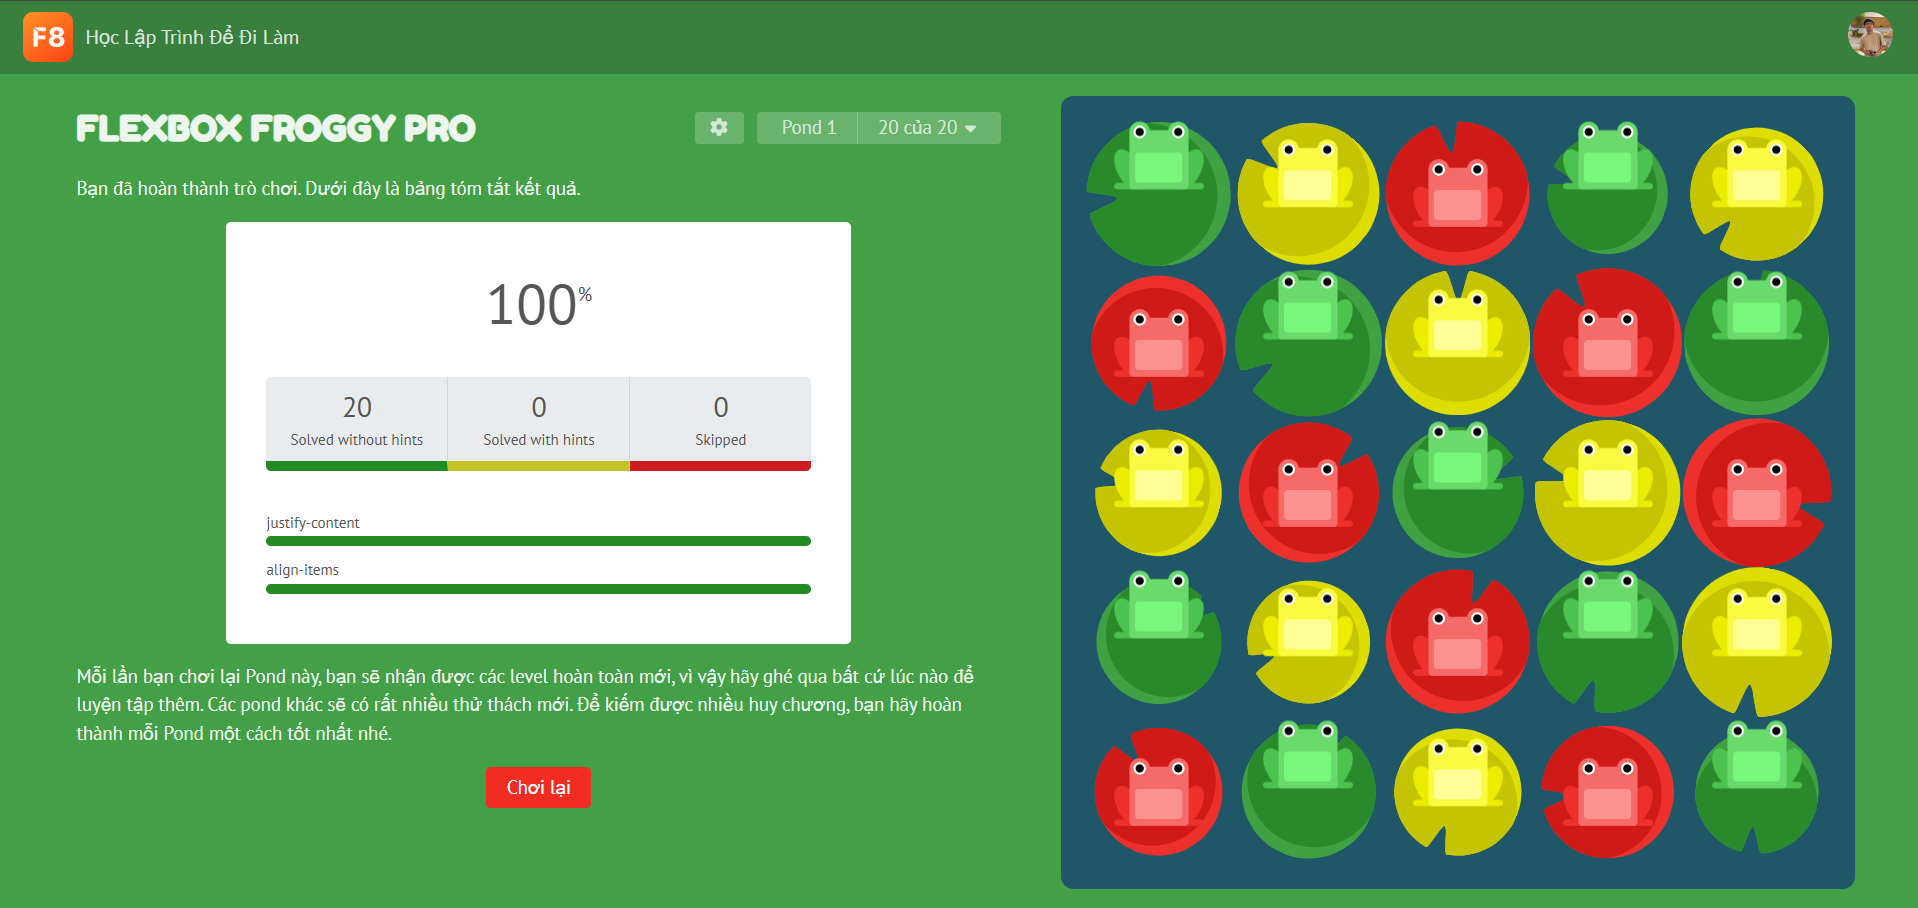 F8 Học Lập Trình Để Đi Làm
FLEXBOX FROGGY PRO
Pond 1 20 của 20
Bạn đã hoàn thành trò chơi. Dưới đây là bảng tóm tắt kết quả.
100%
20 0 0
Solved without hints Solved with hints Skipped
justify-content
align-items
Mỗi lần bạn chơi lại Pond này, bạn sẽ nhận được các level hoàn toàn mới, vì vậy hãy ghé qua bất cứ lúc nào để
luyện tập thêm. Các pond khác sẽ có rất nhiều thử thách mới. Để kiếm được nhiều huy chương, bạn hãy hoàn
thành mỗi Pond một cách tốt nhất nhé.
Chơi lại